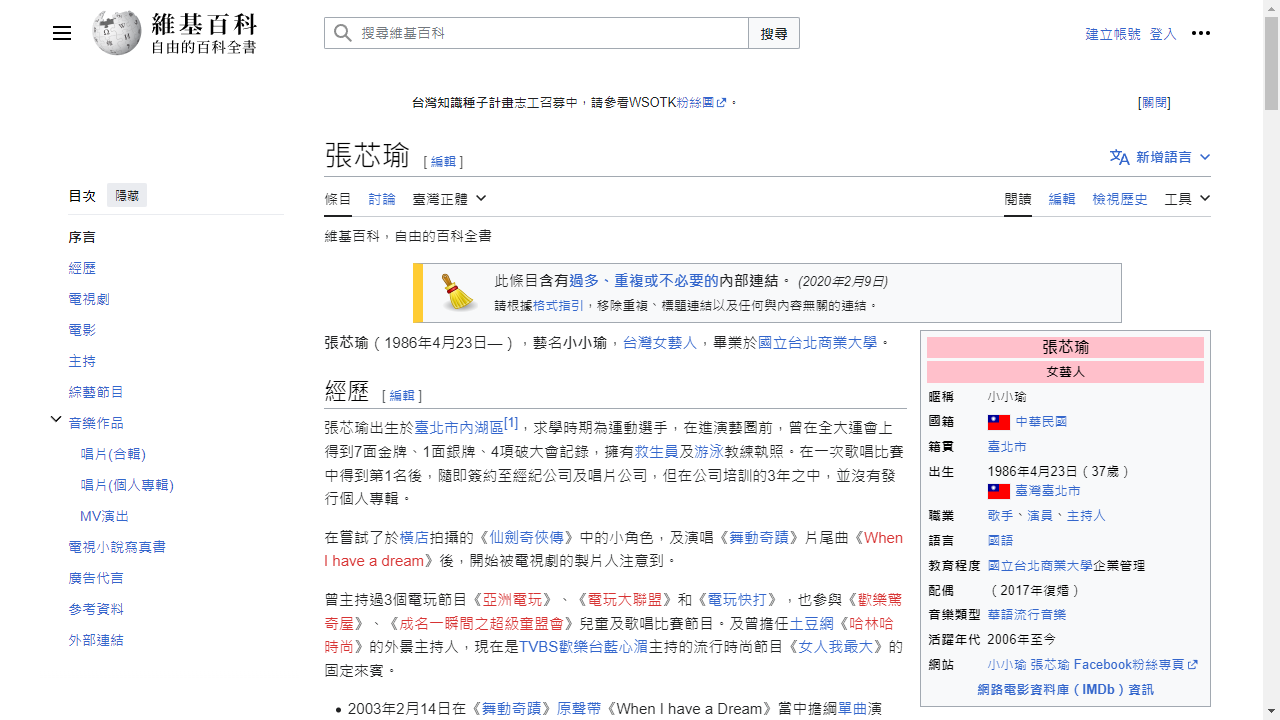 維基百科
自由的百科全書
搜尋維基百科
搜尋
建立帳號 登入
台灣知識種子計畫志工召募中，請參看WSOTK粉絲團。
[關閉]
張芯瑜 [編輯]
新增語言
目次 隱藏
序言
經歷
電視劇
電影
主持
綜藝節目
音樂作品
唱片(合輯)
唱片(個人專輯)
MV演出
電視小說寫真書
廣告代言
參考資料
外部連結
條目 討論 臺灣正體
閱讀 編輯 檢視歷史 工具
維基百科，自由的百科全書
此條目含有過多、重複或不必要的內部連結。 (2020年2月9日)
請根據格式指引，移除重複、標題連結以及任何與內容無關的連結。
張芯瑜（1986年4月23日—），藝名小小瑜，台灣女藝人，畢業於國立台北商業大學。
經歷 [編輯]
張芯瑜出生於臺北市內湖區[1]，求學時期為運動選手，在進演藝圈前，曾在全大運會上
得到7面金牌、1面銀牌、4項破大會記錄，擁有救生員及游泳教練執照。在一次歌唱比賽
中得到第1名後，隨即簽約至經紀公司及唱片公司，但在公司培訓的3年之中，並沒有發
行個人專輯。
在嘗試了於橫店拍攝的《仙劍奇俠傳》中的小角色，及演唱《舞動奇蹟》片尾曲《When
I have a dream》後，開始被電視劇的製片人注意到。
曾主持過3個電玩節目《亞洲電玩》、《電玩大聯盟》和《電玩快打》，也參與《歡樂驚
奇屋》、《成名一瞬間之超級童盟會》兒童及歌唱比賽節目。及曾擔任土豆網《哈林哈
時尚》的外景主持人，現在是TVBS歡樂台藍心湄主持的流行時尚節目《女人我最大》的
固定來賓。
2003年2月14日在《舞動奇蹟》原聲帶《When I have a Dream》當中擔綱單曲演
張芯瑜
女藝人
暱稱 小小瑜
國籍 中華民國
籍貫 臺北市
出生 1986年4月23日（37歲）
臺灣臺北市
職業 歌手、演員、主持人
語言 國語
教育程度 國立台北商業大學企業管理
配偶 （2017年復婚）
音樂類型 華語流行音樂
活躍年代 2006年至今
網站 小小瑜 張芯瑜 Facebook粉絲專頁
網路電影資料庫（IMDb）資訊